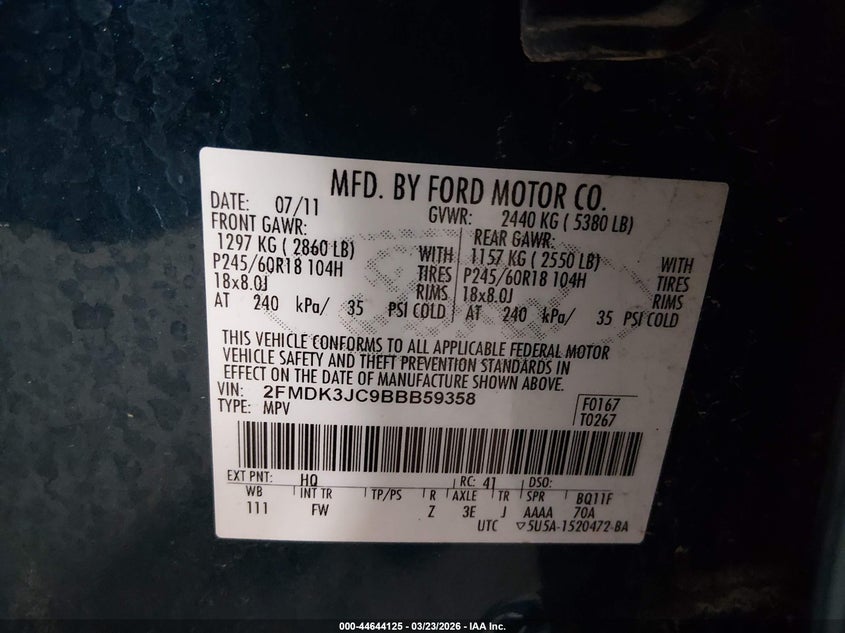 MFD. BY FORD MOTOR CO.
DATE: 07/11 GVWR: 2440 KG ( 5380 LB)
FRONT GAWR: REAR GAWR:
1297 KG ( 2860 LB) WITH 1157 KG ( 2550 LB) WITH
P245/60R18 104H TIRES P245/60R18 104H TIRES
18x8.0J RIMS 18x8.0J RIMS
AT 240 kPa/ 35 PSI COLD AT 240 kPa/ 35 PSI COLD
THIS VEHICLE CONFORMS TO ALL APPLICABLE FEDERAL MOTOR
VEHICLE SAFETY AND THEFT PREVENTION STANDARDS IN
EFFECT ON THE DATE OF MANUFACTURE SHOWN ABOVE.
VIN: 2FMDK3JC9BBB59358
TYPE: MPV
F0167
T0267
EXT PNT: HQ RC: 41 DSO:
WB INT TR TP/PS R AXLE TR SPR BQ11F
111 FW Z 3E J AAAA 70A
UTC ▽5U5A-1520472-BA
000-44644125 - 03/23/2026 - IAA Inc.